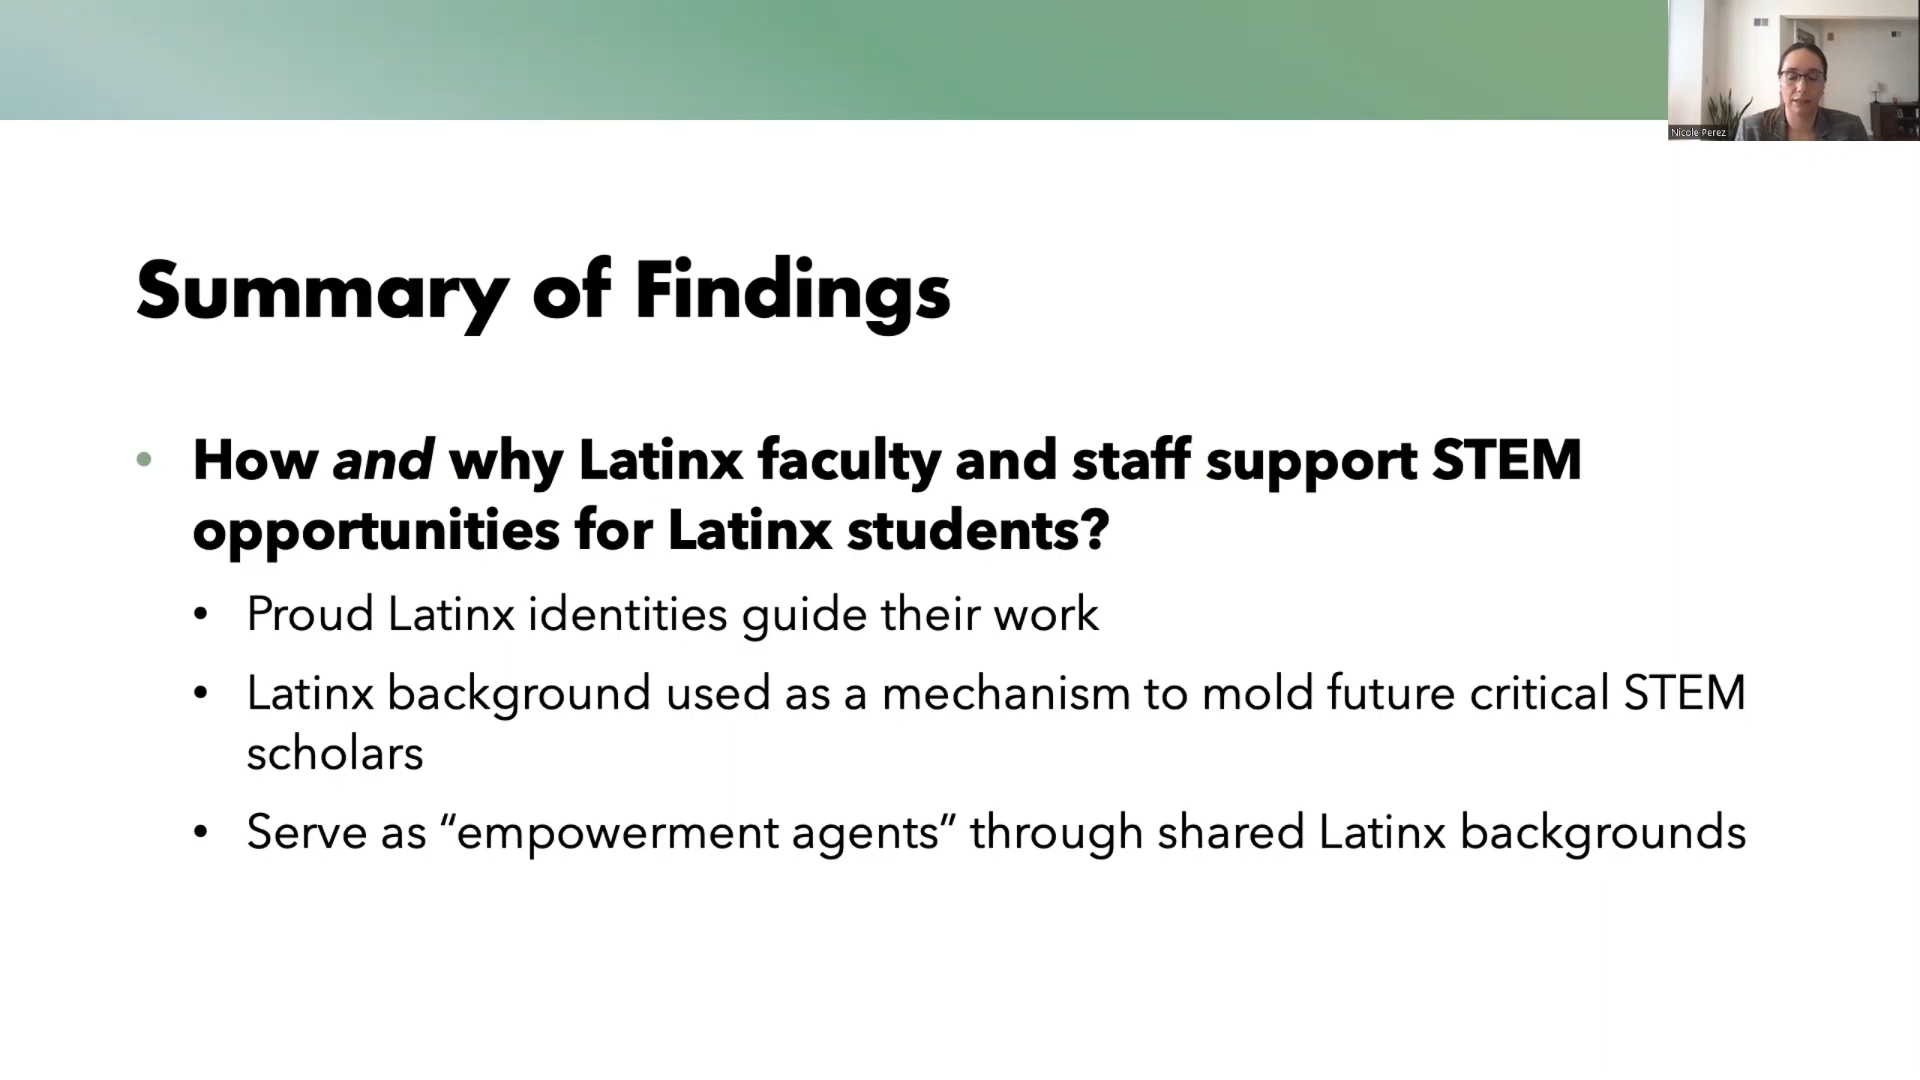 Nicole Perez
Summary of Findings
• How and why Latinx faculty and staff support STEM
opportunities for Latinx students?
• Proud Latinx identities guide their work
• Latinx background used as a mechanism to mold future critical STEM
scholars
• Serve as “empowerment agents” through shared Latinx backgrounds